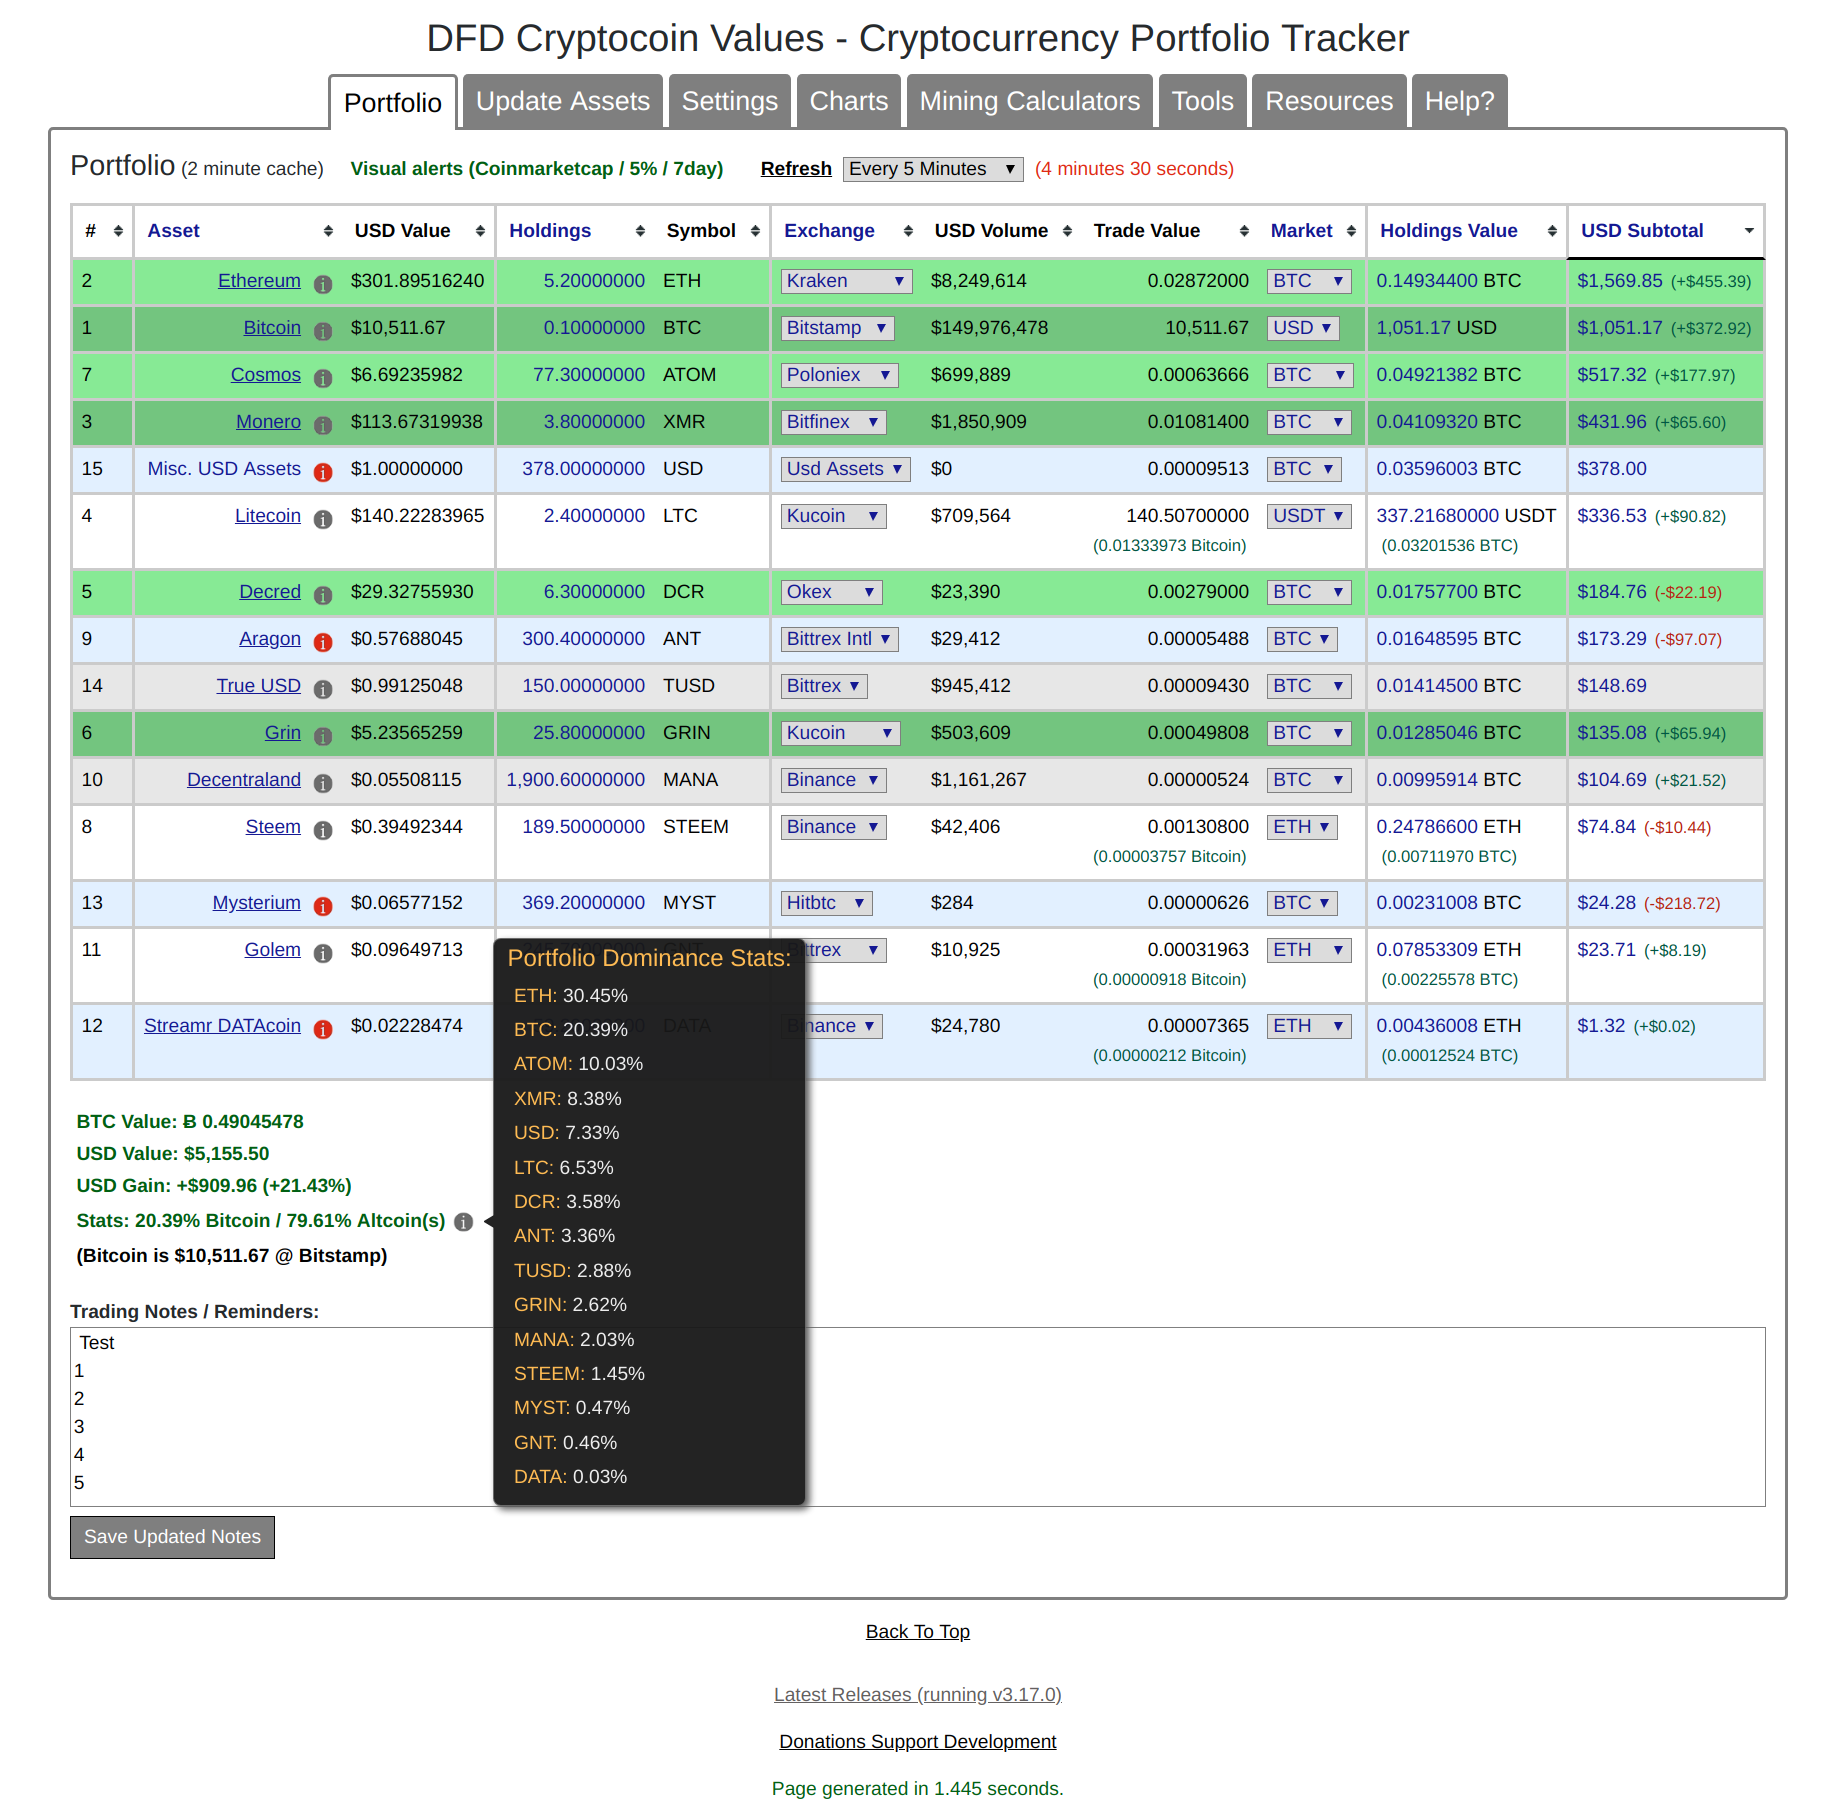 DFD Cryptocoin Values - Cryptocurrency Portfolio Tracker
Portfolio Update Assets Settings Charts Mining Calculators Tools Resources Help?
Portfolio (2 minute cache) Visual alerts (Coinmarketcap / 5% / 7day) Refresh Every 5 Minutes (4 minutes 30 seconds)
# Asset USD Value Holdings Symbol Exchange USD Volume Trade Value Market Holdings Value USD Subtotal
2 Ethereum $301.89516240 5.20000000 ETH Kraken $8,249,614 0.02872000 BTC 0.14934400 BTC $1,569.85 (+$455.39)
1 Bitcoin $10,511.67 0.10000000 BTC Bitstamp $149,976,478 10,511.67 USD 1,051.17 USD $1,051.17 (+$372.92)
7 Cosmos $6.69235982 77.30000000 ATOM Poloniex $699,889 0.00063666 BTC 0.04921382 BTC $517.32 (+$177.97)
3 Monero $113.67319938 3.80000000 XMR Bitfinex $1,850,909 0.01081400 BTC 0.04109320 BTC $431.96 (+$65.60)
15 Misc. USD Assets $1.00000000 378.00000000 USD Usd Assets $0 0.00009513 BTC 0.03596003 BTC $378.00
4 Litecoin $140.22283965 2.40000000 LTC Kucoin $709,564 140.50700000 USDT 337.21680000 USDT $336.53 (+$90.82)
(0.01333973 Bitcoin) (0.03201536 BTC)
5 Decred $29.32755930 6.30000000 DCR Okex $23,390 0.00279000 BTC 0.01757700 BTC $184.76 (-$22.19)
9 Aragon $0.57688045 300.40000000 ANT Bittrex Intl $29,412 0.00005488 BTC 0.01648595 BTC $173.29 (-$97.07)
14 True USD $0.99125048 150.00000000 TUSD Bittrex $945,412 0.00009430 BTC 0.01414500 BTC $148.69
6 Grin $5.23565259 25.80000000 GRIN Kucoin $503,609 0.00049808 BTC 0.01285046 BTC $135.08 (+$65.94)
10 Decentraland $0.05508115 1,900.60000000 MANA Binance $1,161,267 0.00000524 BTC 0.00995914 BTC $104.69 (+$21.52)
8 Steem $0.39492344 189.50000000 STEEM Binance $42,406 0.00130800 ETH 0.24786600 ETH $74.84 (-$10.44)
(0.00003757 Bitcoin) (0.00711970 BTC)
13 Mysterium $0.06577152 369.20000000 MYST Hitbtc $284 0.00000626 BTC 0.00231008 BTC $24.28 (-$218.72)
11 Golem $0.09649713 GNT Bittrex $10,925 0.00031963 ETH 0.07853309 ETH $23.71 (+$8.19)
(0.00000918 Bitcoin) (0.00225578 BTC)
12 Streamr DATAcoin $0.02228474 DATA Binance $24,780 0.00007365 ETH 0.00436008 ETH $1.32 (+$0.02)
(0.00000212 Bitcoin) (0.00012524 BTC)
Portfolio Dominance Stats:
ETH: 30.45%
BTC: 20.39%
ATOM: 10.03%
XMR: 8.38%
USD: 7.33%
LTC: 6.53%
DCR: 3.58%
ANT: 3.36%
TUSD: 2.88%
GRIN: 2.62%
MANA: 2.03%
STEEM: 1.45%
MYST: 0.47%
GNT: 0.46%
DATA: 0.03%
BTC Value: Ƀ 0.49045478
USD Value: $5,155.50
USD Gain: +$909.96 (+21.43%)
Stats: 20.39% Bitcoin / 79.61% Altcoin(s)
(Bitcoin is $10,511.67 @ Bitstamp)
Trading Notes / Reminders:
Test
1
2
3
4
5
Save Updated Notes
Back To Top
Latest Releases (running v3.17.0)
Donations Support Development
Page generated in 1.445 seconds.